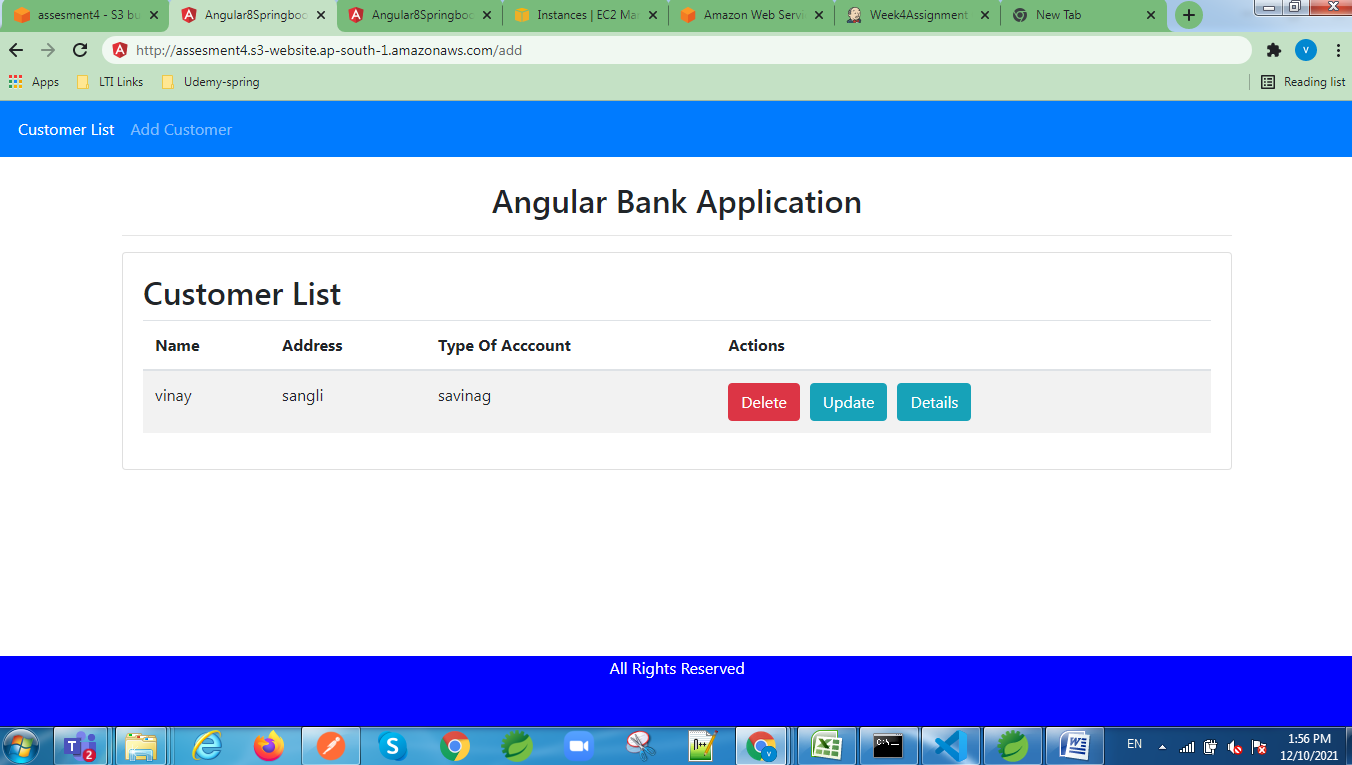 assesment4 - S3 bu Angular8Springboo Angular8Springboo Instances | EC2 Ma Amazon Web Servi Week4Assignment New Tab
http://assesment4.s3-website.ap-south-1.amazonaws.com/add V
Apps LTI Links Udemy-spring Reading list
Customer List Add Customer
Angular Bank Application
Customer List
Name Address Type Of Acccount Actions
vinay sangli savinag Delete Update Details
All Rights Reserved
EN 1:56 PM
12/10/2021